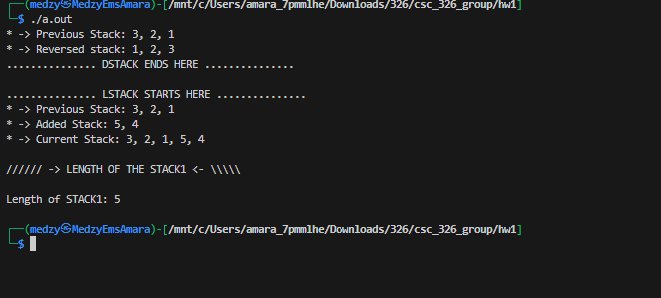 ┌──(medzy㉿MedzyEmsAmara)-[/mnt/c/Users/amara_7pmmlhe/Downloads/326/csc_326_group/hw1]
└─$ ./a.out
* -> Previous Stack: 3, 2, 1
* -> Reversed stack: 1, 2, 3
............... DSTACK ENDS HERE ...............
............... LSTACK STARTS HERE ...............
* -> Previous Stack: 3, 2, 1
* -> Added Stack: 5, 4
* -> Current Stack: 3, 2, 1, 5, 4
////// -> LENGTH OF THE STACK1 <- \\\\\
Length of STACK1: 5
┌──(medzy㉿MedzyEmsAmara)-[/mnt/c/Users/amara_7pmmlhe/Downloads/326/csc_326_group/hw1]
└─$